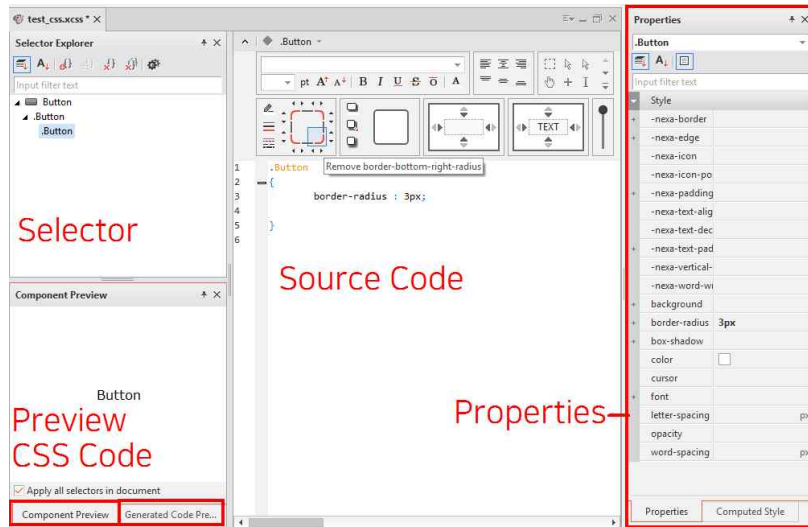 test_css.xcss * ×
Selector Explorer
Input filter text
Button
.Button
.Button
Selector
Component Preview
Button
Preview
CSS Code
Apply all selectors in document
Component Preview
Generated Code Pre...
.Button
pt A A B I U S O A
TEXT
Remove border-bottom-right-radius
1 .Button
2 {
3 border-radius : 3px;
4
5 }
6
Source Code
Properties
Properties
.Button
Input filter text
Style
-nexa-border
-nexa-edge
-nexa-icon
-nexa-icon-po
-nexa-padding
-nexa-text-alig
-nexa-text-dec
-nexa-text-pad
-nexa-vertical-
-nexa-word-wr
background
border-radius 3px
box-shadow
color
cursor
font
letter-spacing px
opacity
word-spacing px
Properties
Computed Style